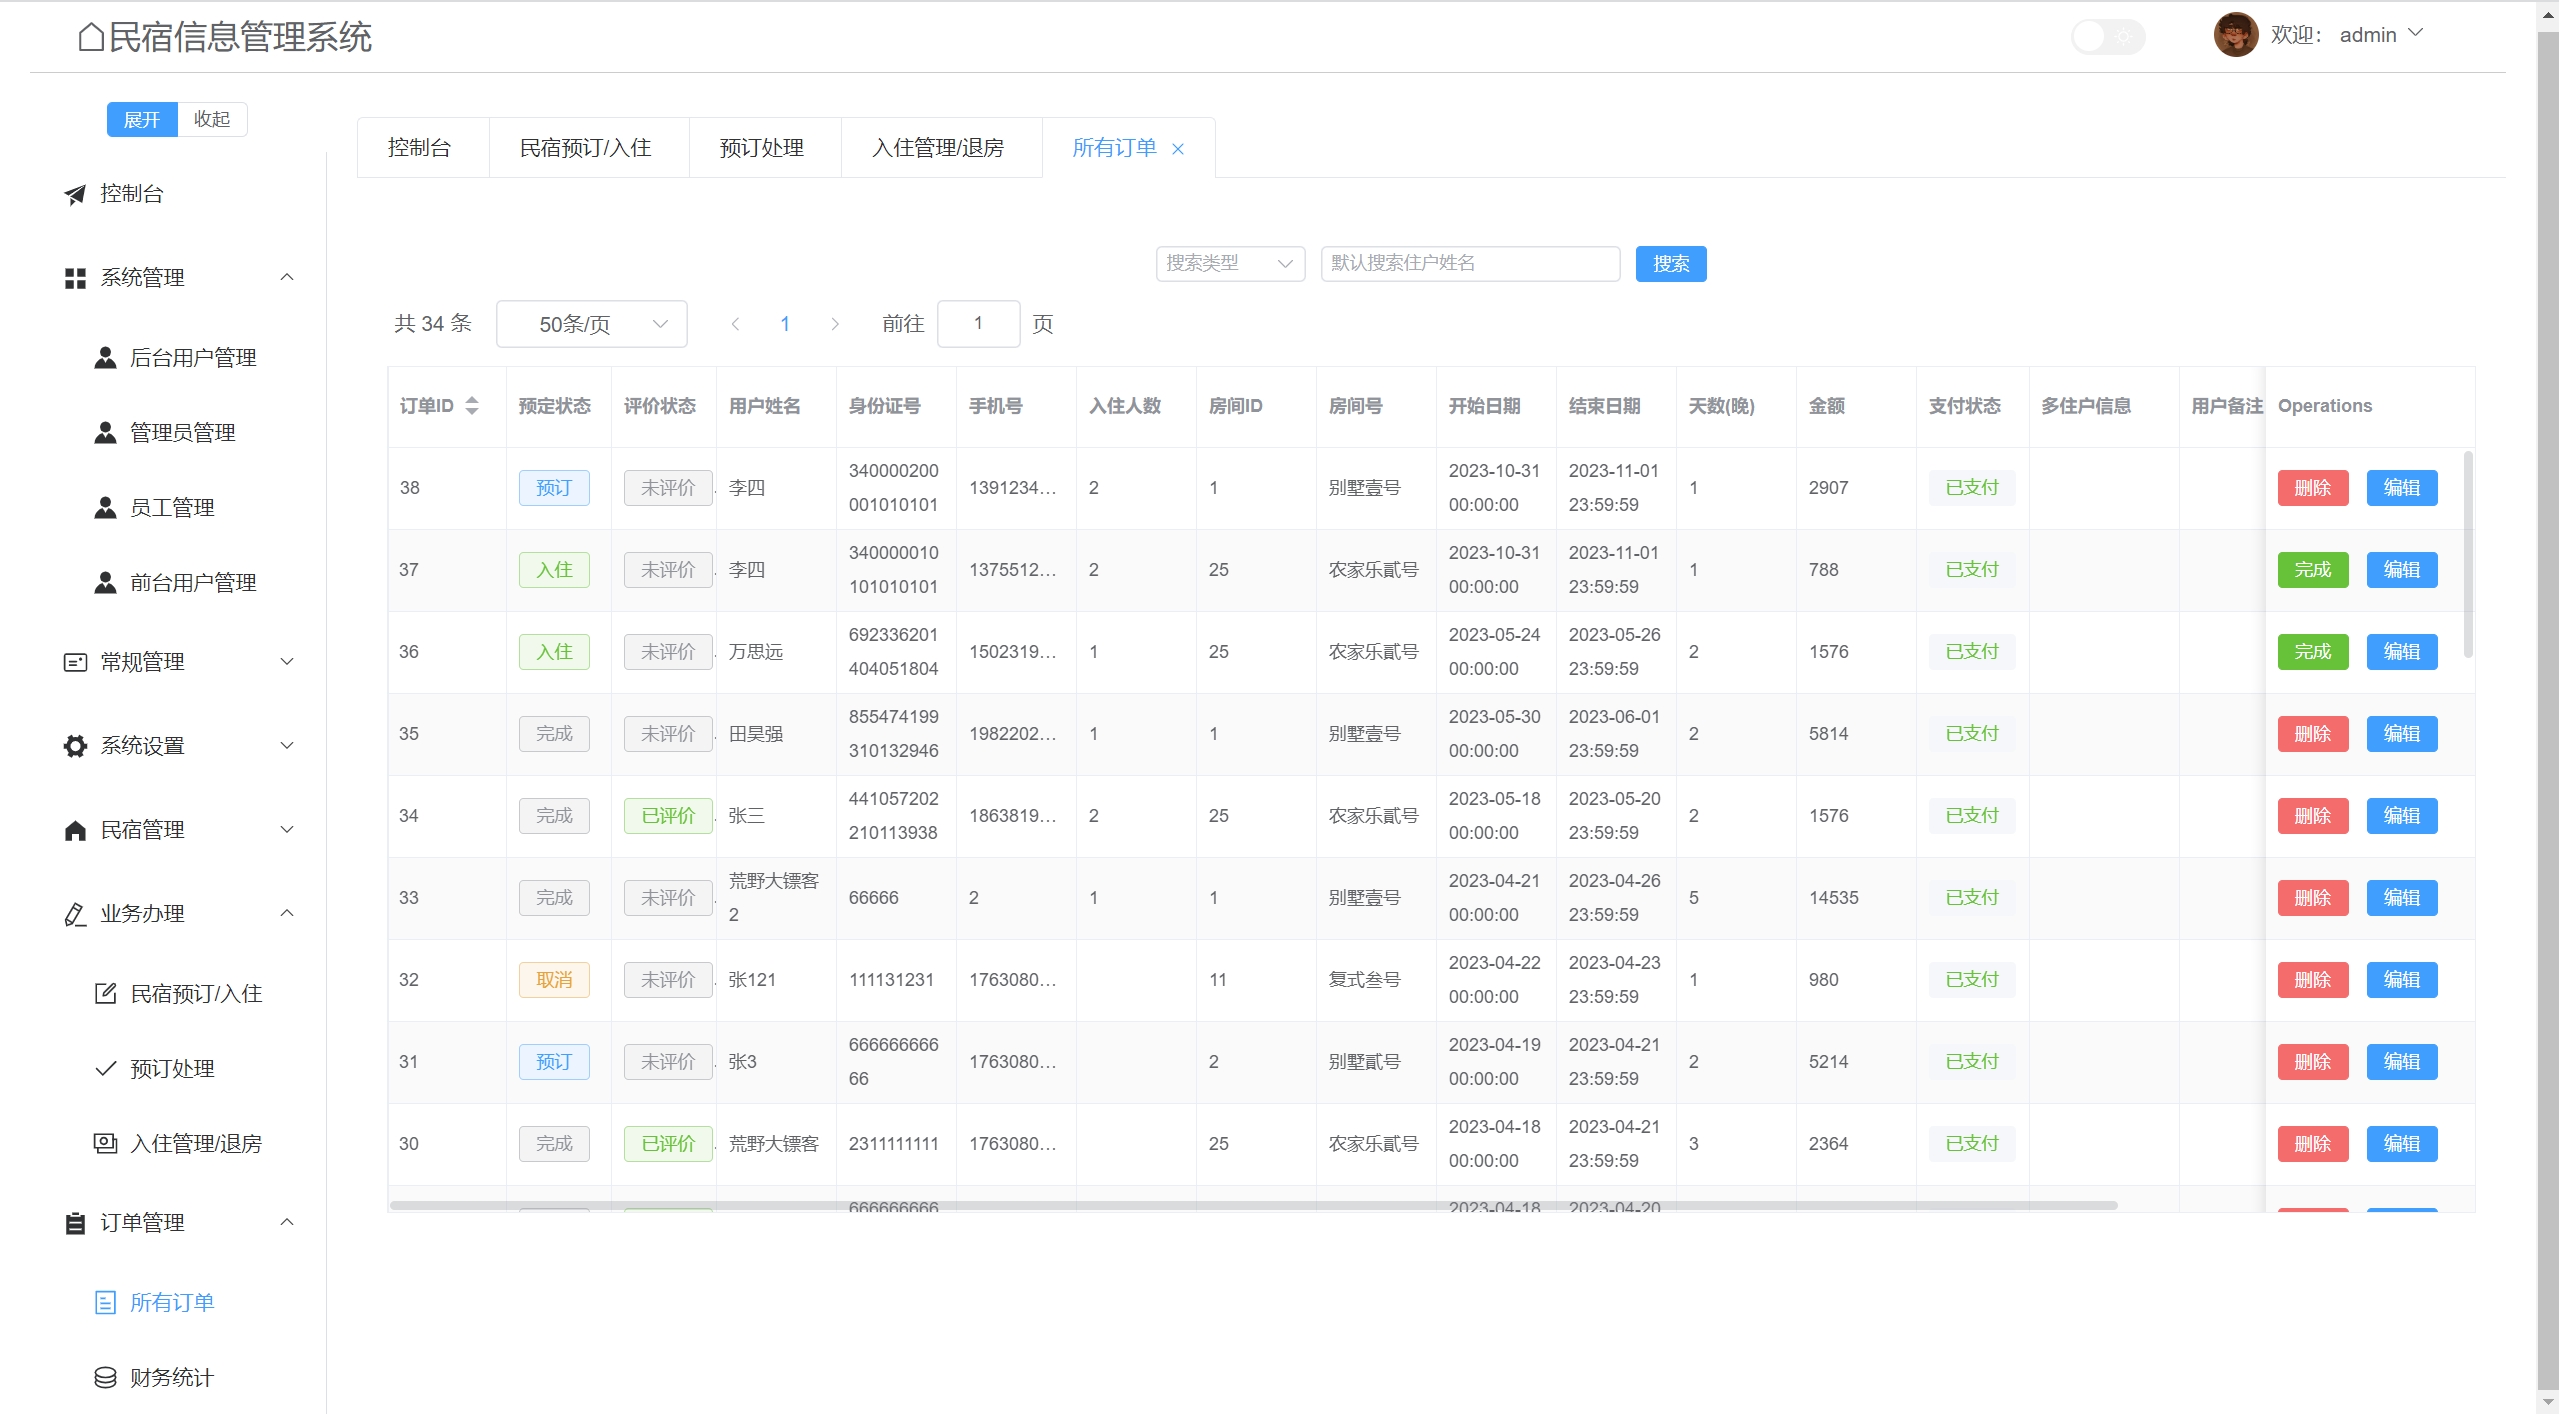 民宿信息管理系统
欢迎： admin
展开 收起
控制台
系统管理
后台用户管理
管理员管理
员工管理
前台用户管理
常规管理
系统设置
民宿管理
业务办理
民宿预订/入住
预订处理
入住管理/退房
订单管理
所有订单
财务统计
控制台 民宿预订/入住 预订处理 入住管理/退房 所有订单
搜索类型 默认搜索住户姓名 搜索
共 34 条 50条/页 1 前往 1 页
订单ID 预定状态 评价状态 用户姓名 身份证号 手机号 入住人数 房间ID 房间号 开始日期 结束日期 天数(晚) 金额 支付状态 多住户信息 用户备注 Operations
38 预订 未评价 李四 340000200001010101 1391234… 2 1 别墅壹号 2023-10-31 00:00:00 2023-11-01 23:59:59 1 2907 已支付 删除 编辑
37 入住 未评价 李四 340000010101010101 1375512… 2 25 农家乐貳号 2023-10-31 00:00:00 2023-11-01 23:59:59 1 788 已支付 完成 编辑
36 入住 未评价 万思远 692336201404051804 1502319… 1 25 农家乐貳号 2023-05-24 00:00:00 2023-05-26 23:59:59 2 1576 已支付 完成 编辑
35 完成 未评价 田昊强 855474199310132946 1982202… 1 1 别墅壹号 2023-05-30 00:00:00 2023-06-01 23:59:59 2 5814 已支付 删除 编辑
34 完成 已评价 张三 441057202210113938 1863819… 2 25 农家乐貳号 2023-05-18 00:00:00 2023-05-20 23:59:59 2 1576 已支付 删除 编辑
33 完成 未评价 荒野大镖客2 66666 2 1 1 别墅壹号 2023-04-21 00:00:00 2023-04-26 23:59:59 5 14535 已支付 删除 编辑
32 取消 未评价 张121 111131231 1763080… 11 复式叁号 2023-04-22 00:00:00 2023-04-23 23:59:59 1 980 已支付 删除 编辑
31 预订 未评价 张3 66666666666 1763080… 2 别墅貳号 2023-04-19 00:00:00 2023-04-21 23:59:59 2 5214 已支付 删除 编辑
30 完成 已评价 荒野大镖客 2311111111 1763080… 25 农家乐貳号 2023-04-18 00:00:00 2023-04-21 23:59:59 3 2364 已支付 删除 编辑
666666666 2023-04-18 2023-04-20